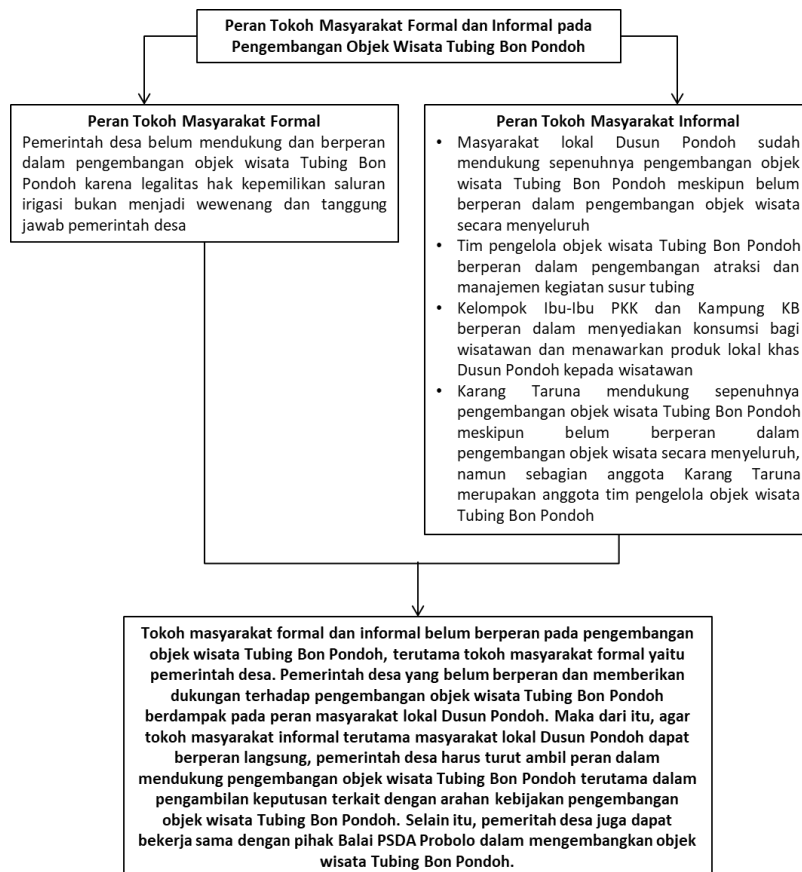 Peran Tokoh Masyarakat Formal dan Informal pada
Pengembangan Objek Wisata Tubing Bon Pondoh
Peran Tokoh Masyarakat Formal
Pemerintah desa belum mendukung dan berperan
dalam pengembangan objek wisata Tubing Bon
Pondoh karena legalitas hak kepemilikan saluran
irigasi bukan menjadi wewenang dan tanggung
jawab pemerintah desa
Peran Tokoh Masyarakat Informal
• Masyarakat lokal Dusun Pondoh sudah
mendukung sepenuhnya pengembangan objek
wisata Tubing Bon Pondoh meskipun belum
berperan dalam pengembangan objek wisata
secara menyeluruh
• Tim pengelola objek wisata Tubing Bon Pondoh
berperan dalam pengembangan atraksi dan
manajemen kegiatan susur tubing
• Kelompok Ibu-Ibu PKK dan Kampung KB
berperan dalam menyediakan konsumsi bagi
wisatawan dan menawarkan produk lokal khas
Dusun Pondoh kepada wisatawan
• Karang Taruna mendukung sepenuhnya
pengembangan objek wisata Tubing Bon Pondoh
meskipun belum berperan dalam
pengembangan objek wisata secara menyeluruh,
namun sebagian anggota Karang Taruna
merupakan anggota tim pengelola objek wisata
Tubing Bon Pondoh
Tokoh masyarakat formal dan informal belum berperan pada pengembangan
objek wisata Tubing Bon Pondoh, terutama tokoh masyarakat formal yaitu
pemerintah desa. Pemerintah desa yang belum berperan dan memberikan
dukungan terhadap pengembangan objek wisata Tubing Bon Pondoh
berdampak pada peran masyarakat lokal Dusun Pondoh. Maka dari itu, agar
tokoh masyarakat informal terutama masyarakat lokal Dusun Pondoh dapat
berperan langsung, pemerintah desa harus turut ambil peran dalam
mendukung pengembangan objek wisata Tubing Bon Pondoh terutama dalam
pengambilan keputusan terkait dengan arahan kebijakan pengembangan
objek wisata Tubing Bon Pondoh. Selain itu, pemeritah desa juga dapat
bekerja sama dengan pihak Balai PSDA Probolo dalam mengembangkan objek
wisata Tubing Bon Pondoh.